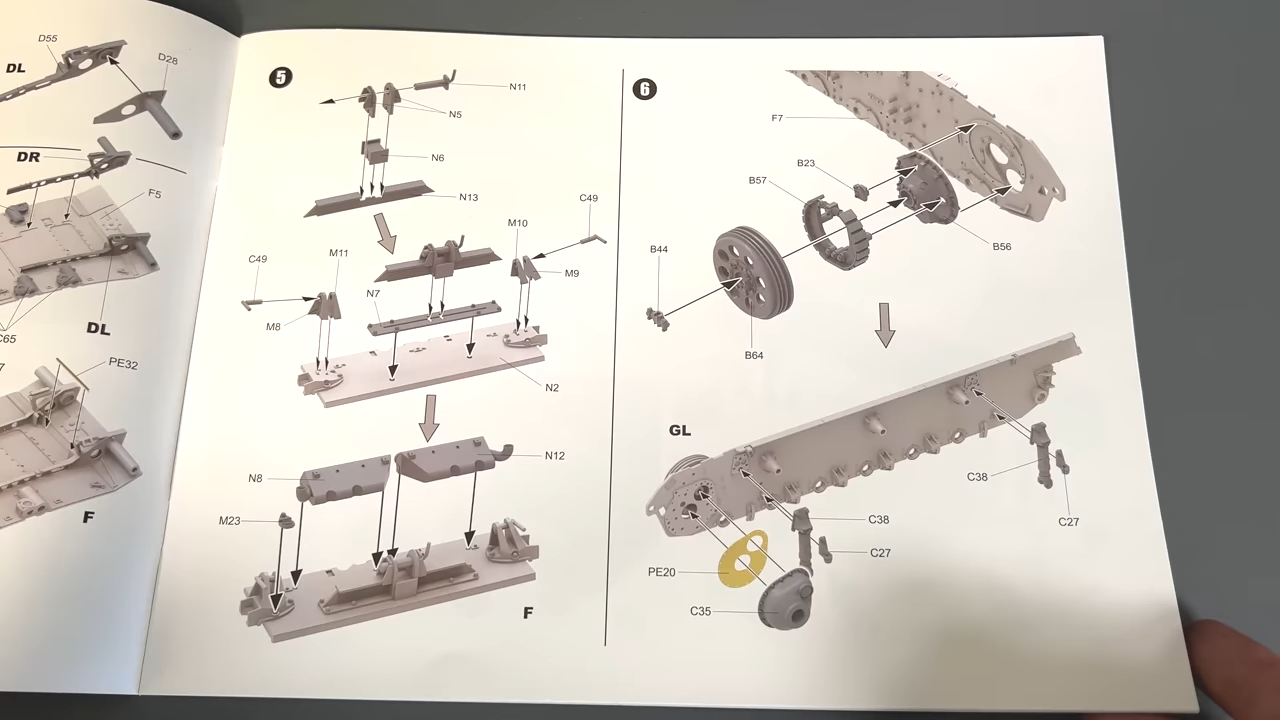 D55
DL
D28
DR
F5
C65
DL
PE32
F
5
N11
N5
N6
N13
C49
M10
M11
C49
M9
N7
M8
N2
N8
N12
M23
F
6
F7
B23
B57
B56
B44
B64
GL
C38
C27
C38
C27
PE20
C35